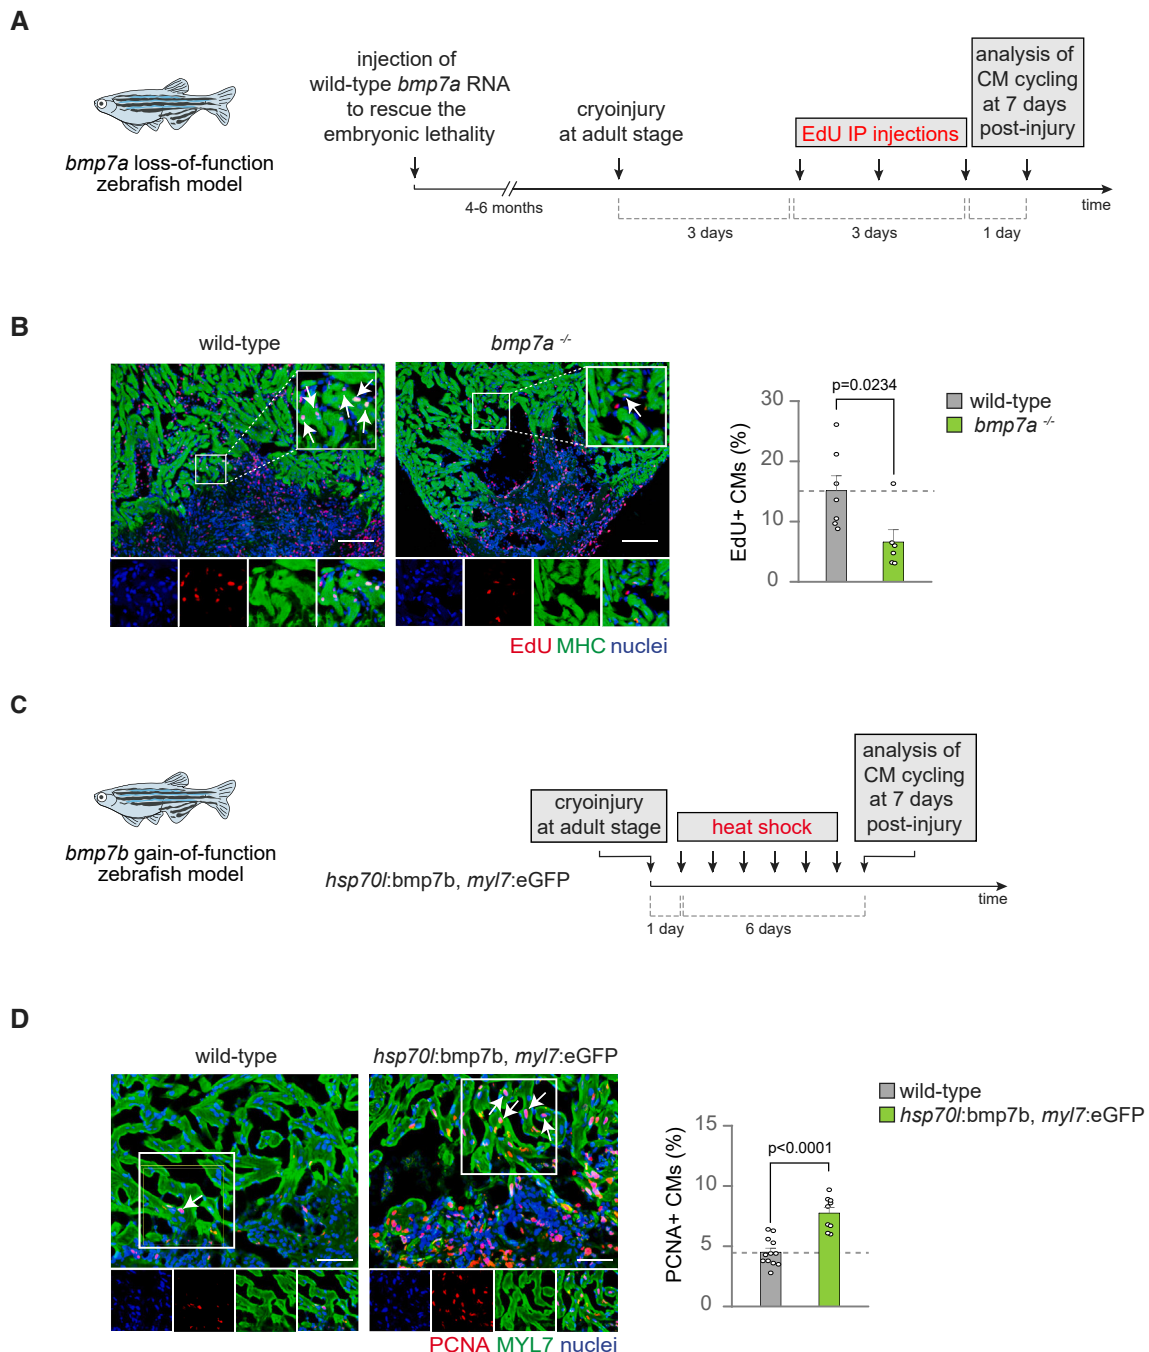 A
injection of
wild-type bmp7a RNA
to rescue the
embryonic lethality
cryoinjury
at adult stage
EdU IP injections
analysis of
CM cycling
at 7 days
post-injury
bmp7a loss-of-function
zebrafish model
4-6 months
time
3 days
3 days
1 day
B
wild-type
bmp7a -/-
EdU MHC nuclei
EdU+ CMs (%)
30
20
10
0
p=0.0234
wild-type
bmp7a -/-
C
bmp7b gain-of-function
zebrafish model
cryoinjury
at adult stage
heat shock
analysis of
CM cycling
at 7 days
post-injury
hsp70l:bmp7b, myl7:eGFP
time
1 day
6 days
D
wild-type
hsp70l:bmp7b, myl7:eGFP
PCNA MYL7 nuclei
PCNA+ CMs (%)
15
10
5
0
p<0.0001
wild-type
hsp70l:bmp7b, myl7:eGFP